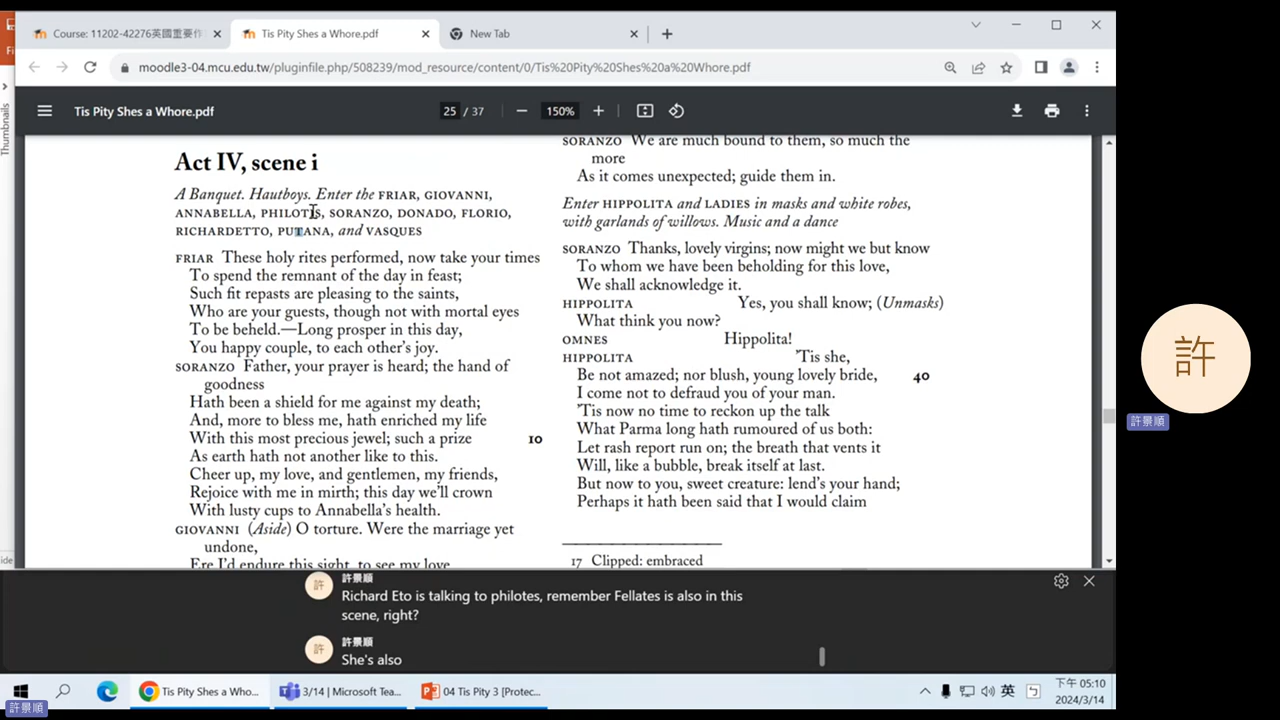 Course: 11202-42276英國重要作
Tis Pity Shes a Whore.pdf
New Tab
moodle3-04.mcu.edu.tw/pluginfile.php/508239/mod_resource/content/0/Tis%20Pity%20Shes%20a%20Whore.pdf
Tis Pity Shes a Whore.pdf
25 / 37
150%
Thumbnails
Act IV, scene i
A Banquet. Hautboys. Enter the FRIAR, GIOVANNI,
ANNABELLA, PHILOTIS, SORANZO, DONADO, FLORIO,
RICHARDETTO, PUTANA, and VASQUES
FRIAR These holy rites performed, now take your times
To spend the remnant of the day in feast;
Such fit repasts are pleasing to the saints,
Who are your guests, though not with mortal eyes
To be beheld.—Long prosper in this day,
You happy couple, to each other's joy.
SORANZO Father, your prayer is heard; the hand of
goodness
Hath been a shield for me against my death;
And, more to bless me, hath enriched my life
With this most precious jewel; such a prize 10
As earth hath not another like to this.
Cheer up, my love, and gentlemen, my friends,
Rejoice with me in mirth; this day we'll crown
With lusty cups to Annabella's health.
GIOVANNI (Aside) O torture. Were the marriage yet
undone,
Ere I'd endure this sight, to see my love
SORANZO We are much bound to them, so much the
more
As it comes unexpected; guide them in.
Enter HIPPOLITA and LADIES in masks and white robes,
with garlands of willows. Music and a dance
SORANZO Thanks, lovely virgins; now might we but know
To whom we have been beholding for this love,
We shall acknowledge it.
HIPPOLITA Yes, you shall know; (Unmasks)
What think you now?
OMNES Hippolita!
HIPPOLITA 'Tis she,
Be not amazed; nor blush, young lovely bride, 40
I come not to defraud you of your man.
'Tis now no time to reckon up the talk
What Parma long hath rumoured of us both:
Let rash report run on; the breath that vents it
Will, like a bubble, break itself at last.
But now to you, sweet creature: lend's your hand;
Perhaps it hath been said that I would claim
17 Clipped: embraced
許
許景順
許
許景順
Richard Eto is talking to philotes, remember Fellates is also in this
scene, right?
許
許景順
She's also
Tis Pity Shes a Who...
3/14 | Microsoft Tea...
04 Tis Pity 3 [Protec...
英
下午 05:10
2024/3/14
許景順